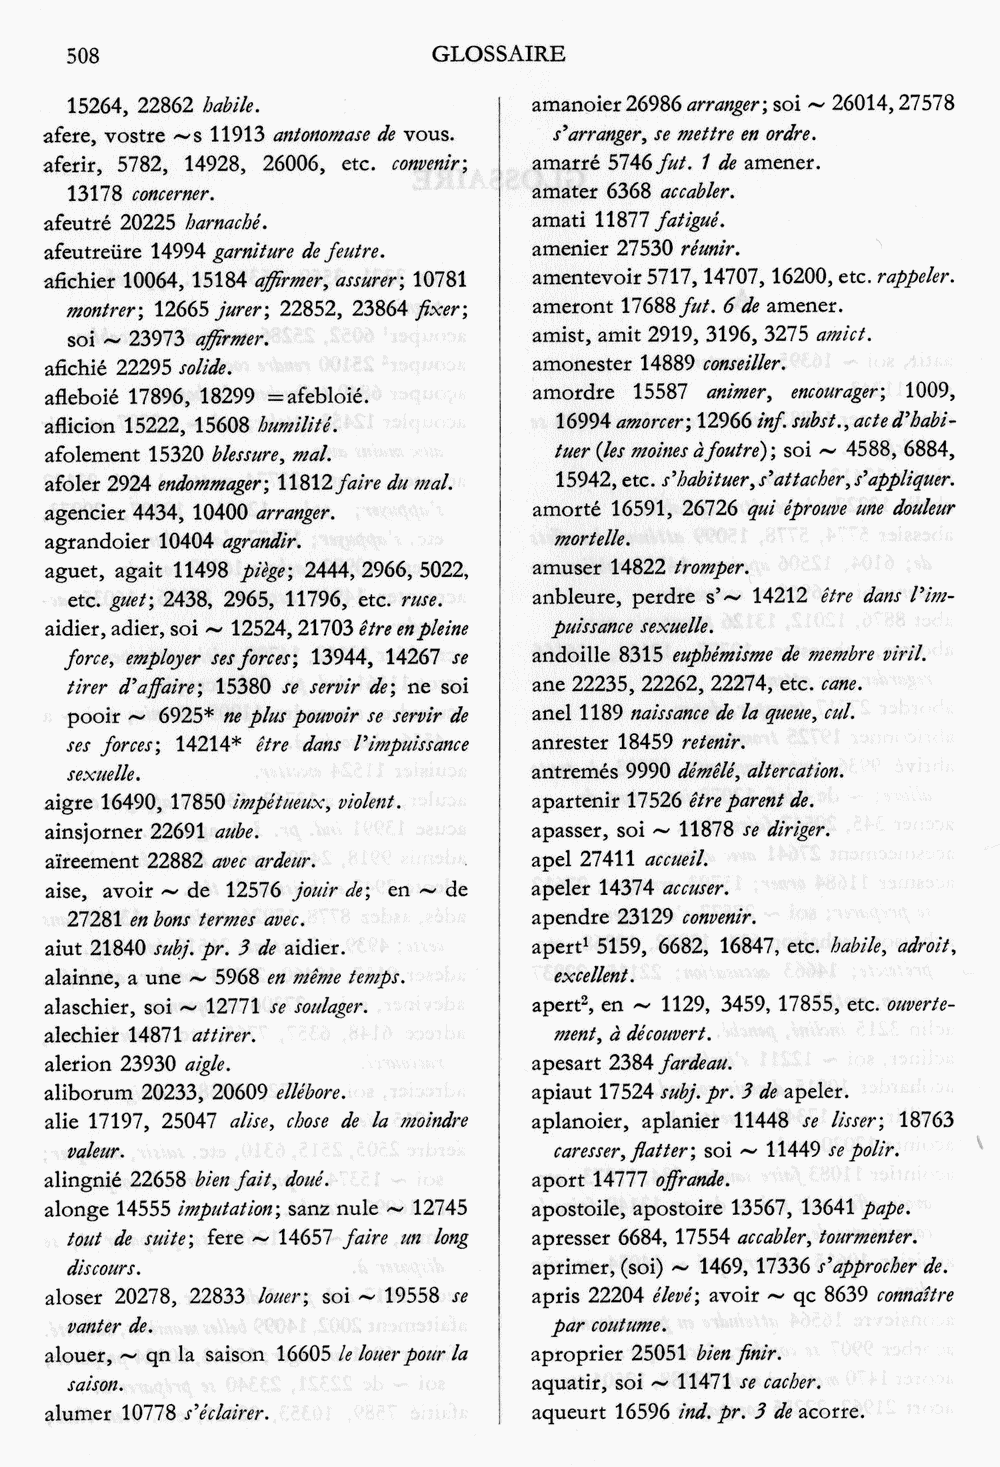 508
GLOSSAIRE
15264, 22862 habile.
afere, vostre ~s 11913 antonomase de vous.
aferir, 5782, 14928, 26006, etc. convenir;
13178 concerner.
afeutré 20225 harnaché.
afeutreüre 14994 garniture de feutre.
afichier 10064, 15184 affirmer, assurer; 10781
montrer; 12665 jurer; 22852, 23864 fixer;
soi ~ 23973 affirmer.
afichié 22295 solide.
afleboié 17896, 18299 = afebloié.
aflicion 15222, 15608 humilité.
afolement 15320 blessure, mal.
afoler 2924 endommager; 11812 faire du mal.
agencier 4434, 10400 arranger.
agrandoier 10404 agrandir.
aguet, agait 11498 piège; 2444, 2966, 5022,
etc. guet; 2438, 2965, 11796, etc. ruse.
aidier, adier, soi ~ 12524, 21703 être en pleine
force, employer ses forces; 13944, 14267 se
tirer d'affaire; 15380 se servir de; ne soi
pooir ~ 6925* ne plus pouvoir se servir de
ses forces; 14214* être dans l'impuissance
sexuelle.
aigre 16490, 17850 impétueux, violent.
ainsjorner 22691 aube.
aïreement 22882 avec ardeur.
aise, avoir ~ de 12576 jouir de; en ~ de
27281 en bons termes avec.
aiut 21840 subj. pr. 3 de aidier.
alainne, a une ~ 5968 en même temps.
alaschier, soi ~ 12771 se soulager.
alechier 14871 attirer.
alerion 23930 aigle.
aliborum 20233, 20609 ellébore.
alie 17197, 25047 alise, chose de la moindre
valeur.
alingnié 22658 bien fait, doué.
alonge 14555 imputation; sanz nule ~ 12745
tout de suite; fere ~ 14657 faire un long
discours.
aloser 20278, 22833 louer; soi ~ 19558 se
vanter de.
alouer, ~ qn la saison 16605 le louer pour la
saison.
alumer 10778 s'éclairer.
amanoier 26986 arranger; soi ~ 26014, 27578
s'arranger, se mettre en ordre.
amarré 5746 fut. 1 de amener.
amater 6368 accabler.
amati 11877 fatigué.
amenier 27530 réunir.
amentevoir 5717, 14707, 16200, etc. rappeler.
ameront 17688 fut. 6 de amener.
amist, amit 2919, 3196, 3275 amict.
amonester 14889 conseiller.
amordre 15587 animer, encourager; 1009,
16994 amorcer; 12966 inf. subst., acte d'habi-
tuer (les moines à foutre); soi ~ 4588, 6884,
15942, etc. s'habituer, s'attacher, s'appliquer.
amorté 16591, 26726 qui éprouve une douleur
mortelle.
amuser 14822 tromper.
anbleure, perdre s'~ 14212 être dans l'im-
puissance sexuelle.
andoille 8315 euphémisme de membre viril.
ane 22235, 22262, 22274, etc. cane.
anel 1189 naissance de la queue, cul.
anrester 18459 retenir.
antremés 9990 démêlé, altercation.
apartenir 17526 être parent de.
apasser, soi ~ 11878 se diriger.
apel 27411 accueil.
apeler 14374 accuser.
apendre 23129 convenir.
apert¹ 5159, 6682, 16847, etc. habile, adroit,
excellent.
apert², en ~ 1129, 3459, 17855, etc. ouverte-
ment, à découvert.
apesart 2384 fardeau.
apiaut 17524 subj. pr. 3 de apeler.
aplanoier, aplanier 11448 se lisser; 18763
caresser, flatter; soi ~ 11449 se polir.
aport 14777 offrande.
apostoile, apostoire 13567, 13641 pape.
apresser 6684, 17554 accabler, tourmenter.
aprimer, (soi) ~ 1469, 17336 s'approcher de.
apris 22204 élevé; avoir ~ qc 8639 connaître
par coutume.
aproprier 25051 bien finir.
aquatir, soi ~ 11471 se cacher.
aqueurt 16596 ind. pr. 3 de acorre.